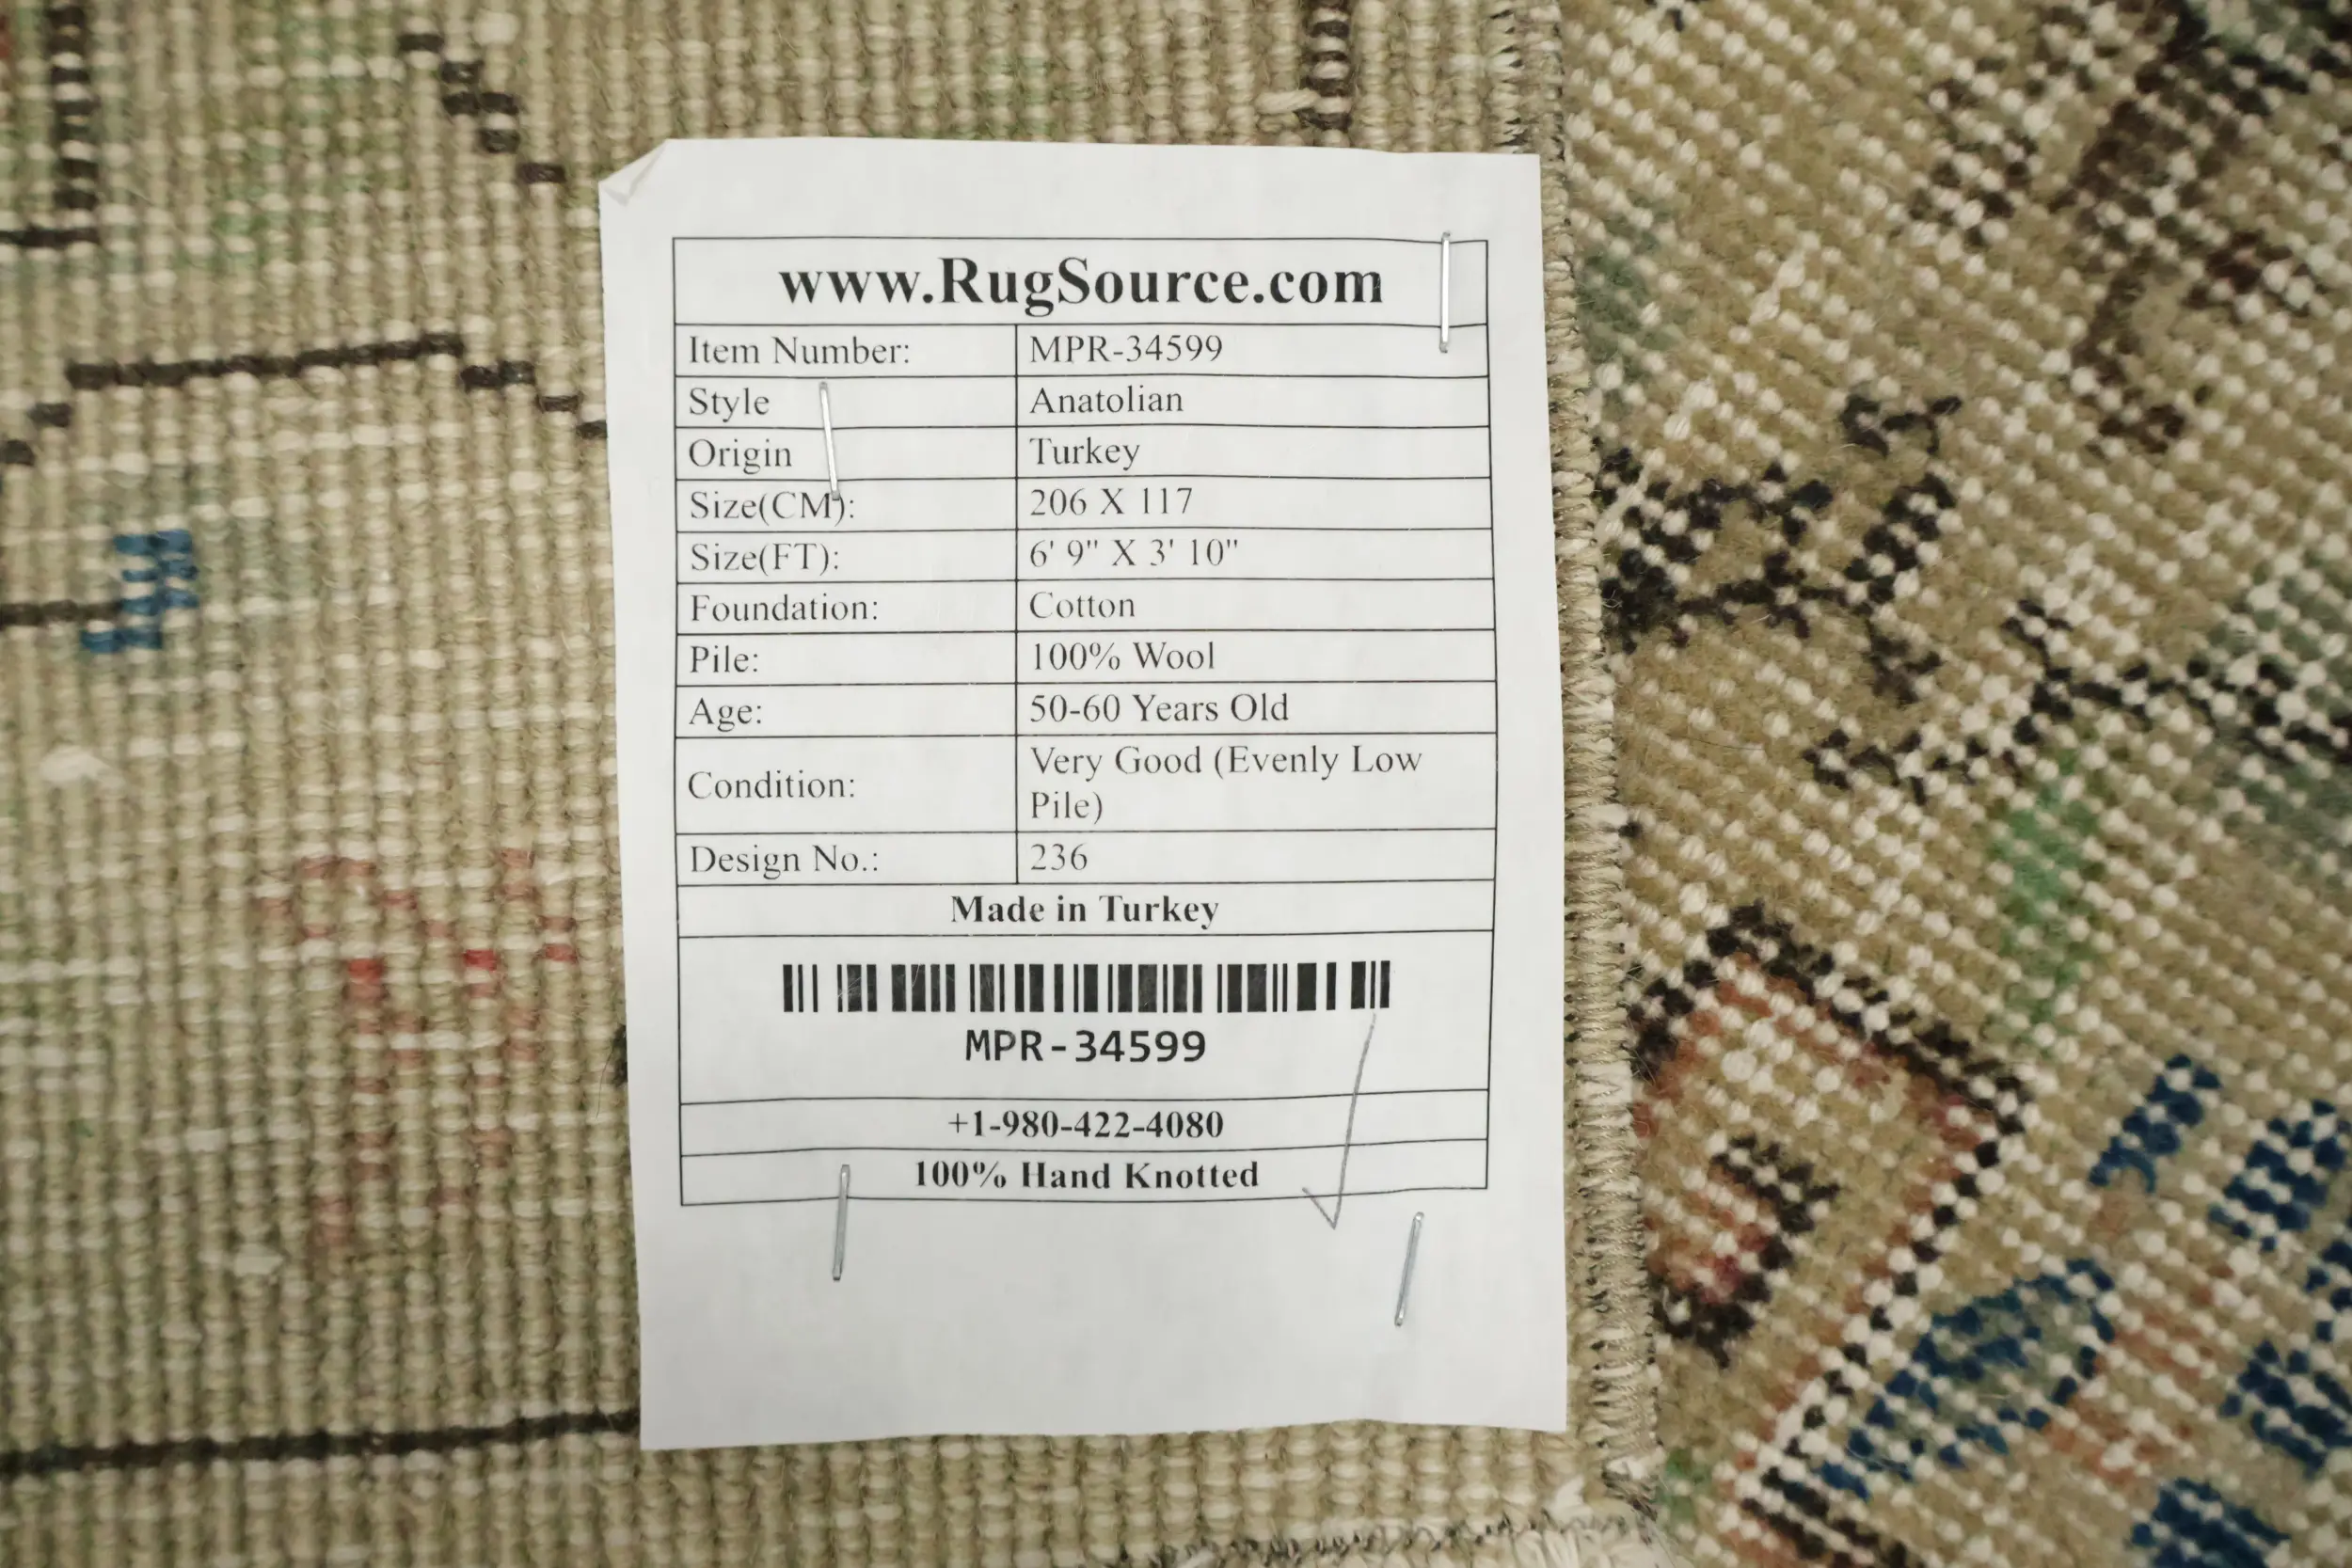 www.RugSource.com
Item Number: MPR-34599
Style Anatolian
Origin Turkey
Size(CM): 206 X 117
Size(FT): 6' 9" X 3' 10"
Foundation: Cotton
Pile: 100% Wool
Age: 50-60 Years Old
Condition: Very Good (Evenly Low
Pile)
Design No.: 236
Made in Turkey
MPR-34599
+1-980-422-4080
100% Hand Knotted